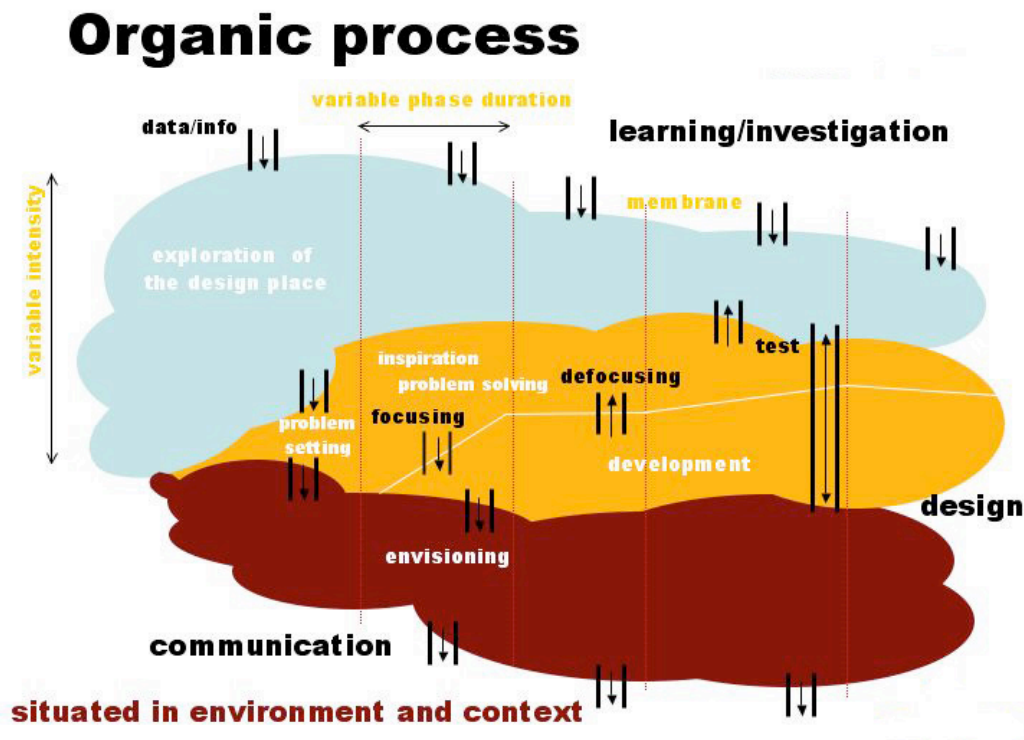 Organic process
variable phase duration
data/info
learning/investigation
variable intensity
membrane
exploration of
the design place
test
inspiration
problem solving
defocusing
focusing
problem
setting
development
design
envisioning
communication
situated in environment and context